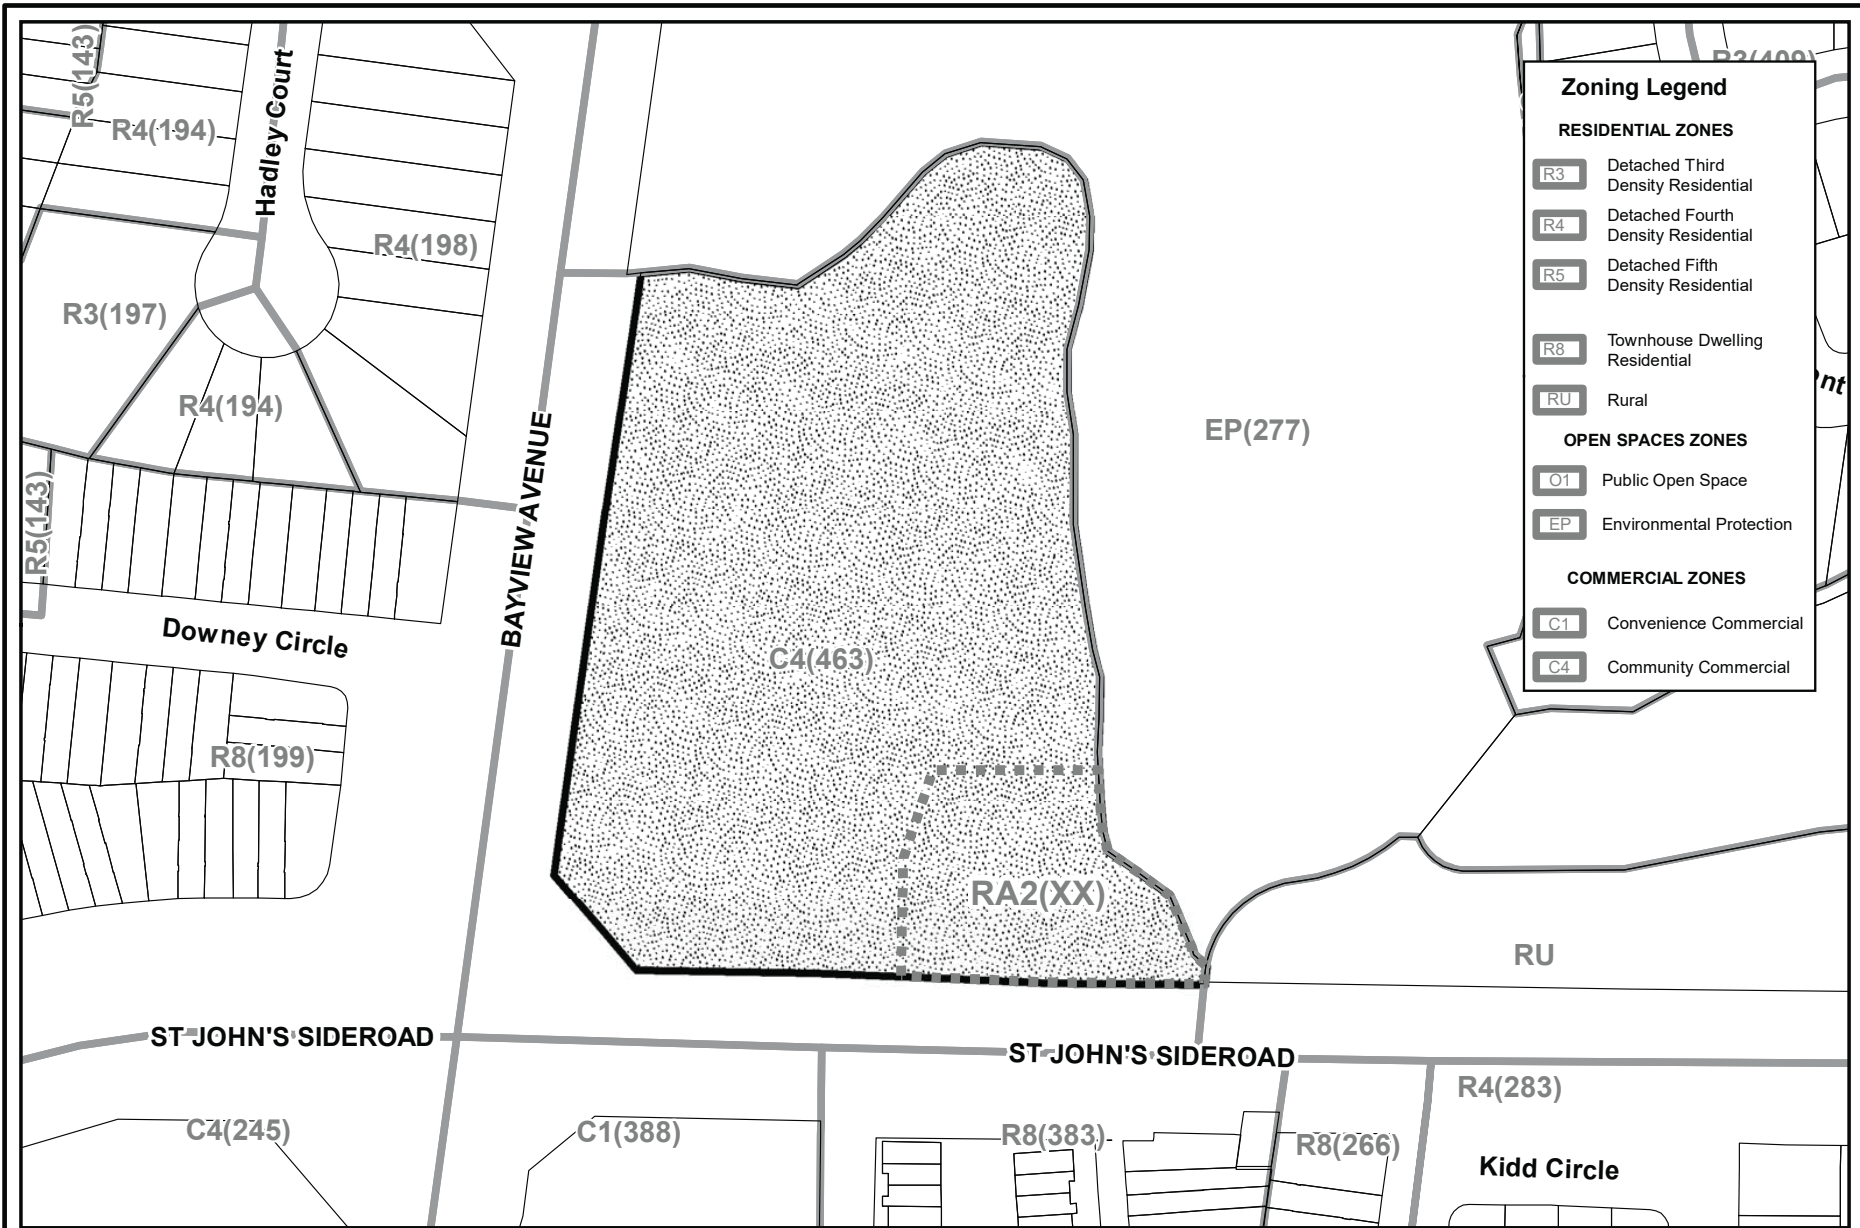 R5(143)
R4(194)
Hadley Court
R4(198)
R3(197)
R4(194)
R5(143)
BAYVIEW AVENUE
Downey Circle
R8(199)
C4(463)
EP(277)
RA2(XX)
RU
R3(409)
Zoning Legend
RESIDENTIAL ZONES
R3 Detached Third
Density Residential
R4 Detached Fourth
Density Residential
R5 Detached Fifth
Density Residential
R8 Townhouse Dwelling
Residential
RU Rural
OPEN SPACES ZONES
O1 Public Open Space
EP Environmental Protection
COMMERCIAL ZONES
C1 Convenience Commercial
C4 Community Commercial
ST JOHN'S SIDEROAD
ST JOHN'S SIDEROAD
C4(245)
C1(388)
R8(383)
R8(266)
R4(283)
Kidd Circle